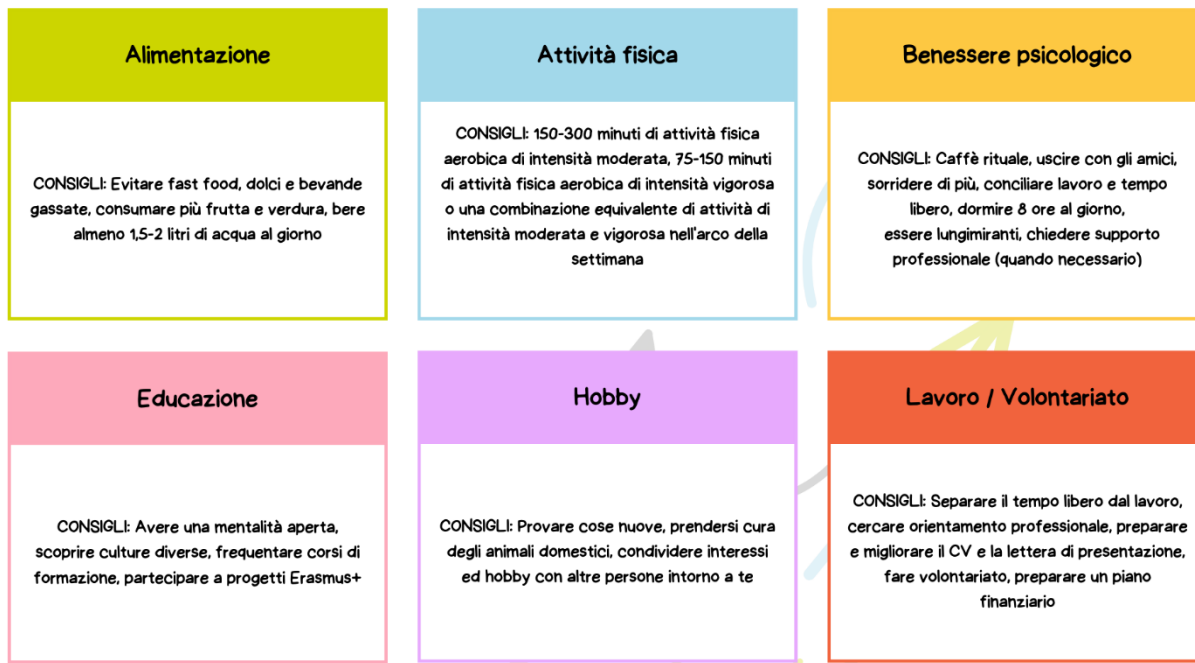 Alimentazione
CONSIGLI: Evitare fast food, dolci e bevande
gassate, consumare più frutta e verdura, bere
almeno 1,5-2 litri di acqua al giorno
Attività fisica
CONSIGLI: 150-300 minuti di attività fisica
aerobica di intensità moderata, 75-150 minuti
di attività fisica aerobica di intensità vigorosa
o una combinazione equivalente di attività di
intensità moderata e vigorosa nell'arco della
settimana
Benessere psicologico
CONSIGLI: Caffè rituale, uscire con gli amici,
sorridere di più, conciliare lavoro e tempo
libero, dormire 8 ore al giorno,
essere lungimiranti, chiedere supporto
professionale (quando necessario)
Educazione
CONSIGLI: Avere una mentalità aperta,
scoprire culture diverse, frequentare corsi di
formazione, partecipare a progetti Erasmus+
Hobby
CONSIGLI: Provare cose nuove, prendersi cura
degli animali domestici, condividere interessi
ed hobby con altre persone intorno a te
Lavoro / Volontariato
CONSIGLI: Separare il tempo libero dal lavoro,
cercare orientamento professionale, preparare
e migliorare il CV e la lettera di presentazione,
fare volontariato, preparare un piano
finanziario